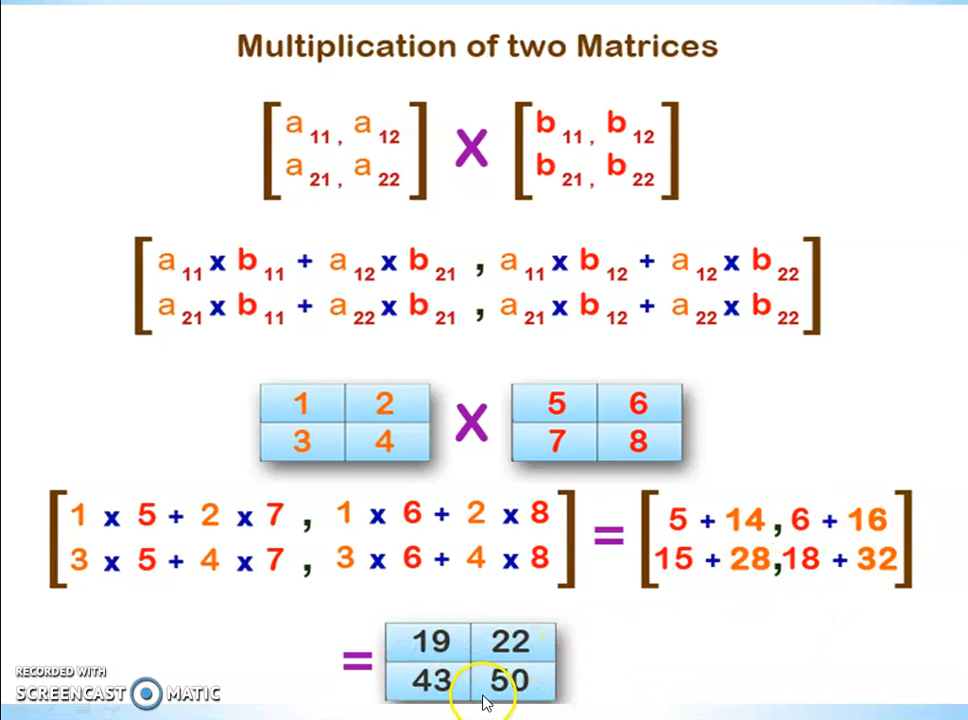 Multiplication of two Matrices
a 11, a 12 X b 11, b 12
a 21, a 22 b 21, b 22
a 11 x b 11 + a 12 x b 21 , a 11 x b 12 + a 12 x b 22
a 21 x b 11 + a 22 x b 21 , a 21 x b 12 + a 22 x b 22
1 2 X 5 6
3 4 7 8
1 x 5 + 2 x 7 , 1 x 6 + 2 x 8 = 5 + 14 , 6 + 16
3 x 5 + 4 x 7 , 3 x 6 + 4 x 8 15 + 28 , 18 + 32
= 19 22
43 50
RECORDED WITH
SCREENCAST MATIC